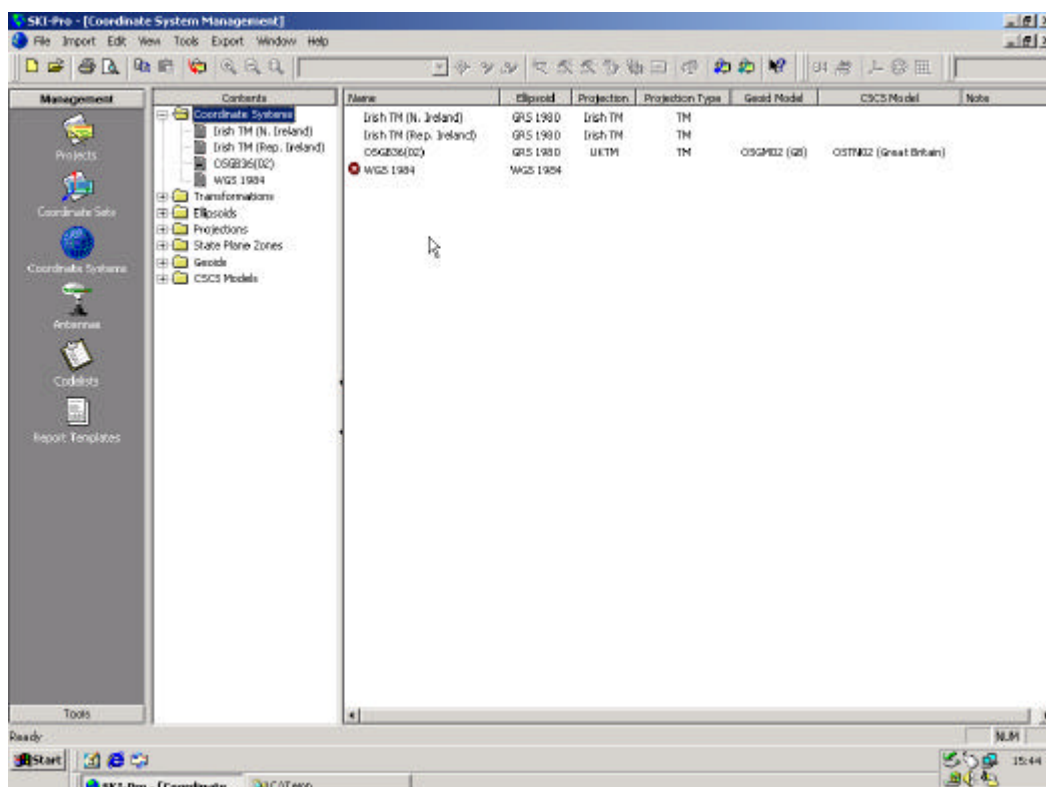 SKI-Pro - [Coordinate System Management]
File Import Edit View Tools Export Window Help
Management
Projects
Coordinate Sets
Coordinate Systems
Antennas
Codelists
Report Templates
Tools
Contents
Coordinate Systems
Irish TM (N. Ireland)
Irish TM (Rep. Ireland)
OSGB36(02)
WGS 1984
Transformations
Ellipsoids
Projections
State Plane Zones
Geoids
CSCS Models
Name Ellipsoid Projection Projection Type Geoid Model CSCS Model Note
Irish TM (N. Ireland) GRS 1980 Irish TM TM
Irish TM (Rep. Ireland) GRS 1980 Irish TM TM
OSGB36(02) GRS 1980 UKTM TM OSGM02 (GB) OSTN02 (Great Britain)
WGS 1984 WGS 1984
Ready NUM
Start 15:44
SKI-Pro - [Coordinate